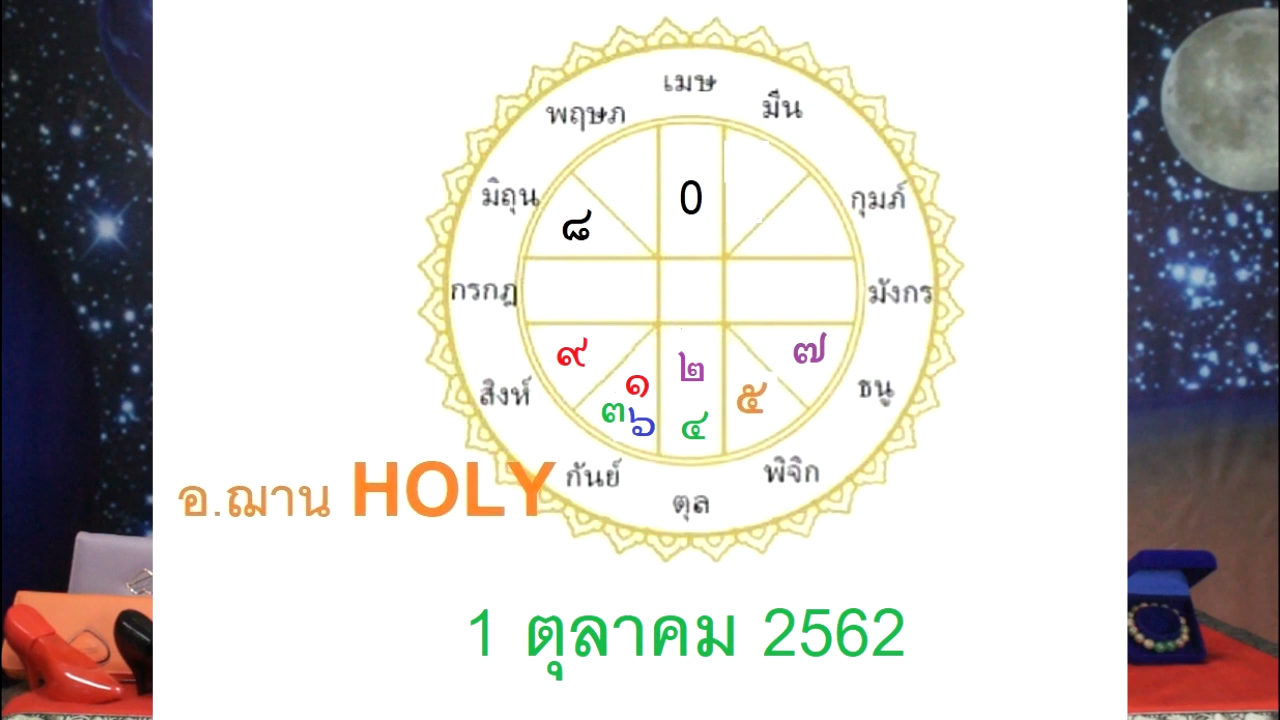 เมษ
พฤษภ
มีน
มิถุน
กุมภ์
0
๘
กรกฎ
มังกร
๙
๑
๒
๗
๓
๖
๔
๕
สิงห์
ธนู
กันย์
พิจิก
ตุล
อ.ฌาน HOLY
1 ตุลาคม 2562